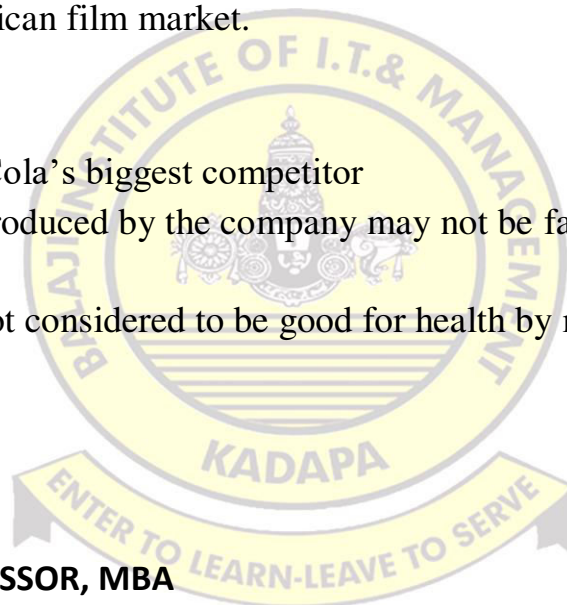 ican film market.
BALAJI INSTITUTE OF I.T.& MANAGEMENT
Cola's biggest competitor
roduced by the company may not be fa
ot considered to be good for health by
KADAPA
ENTER TO LEARN-LEAVE TO SERVE
SSOR, MBA